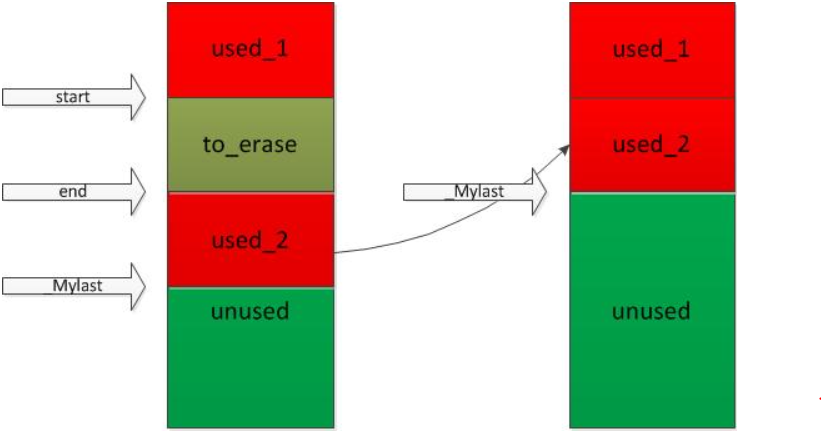 used_1
start
to_erase
end
used_2
_Mylast
unused
used_1
used_2
_Mylast
unused